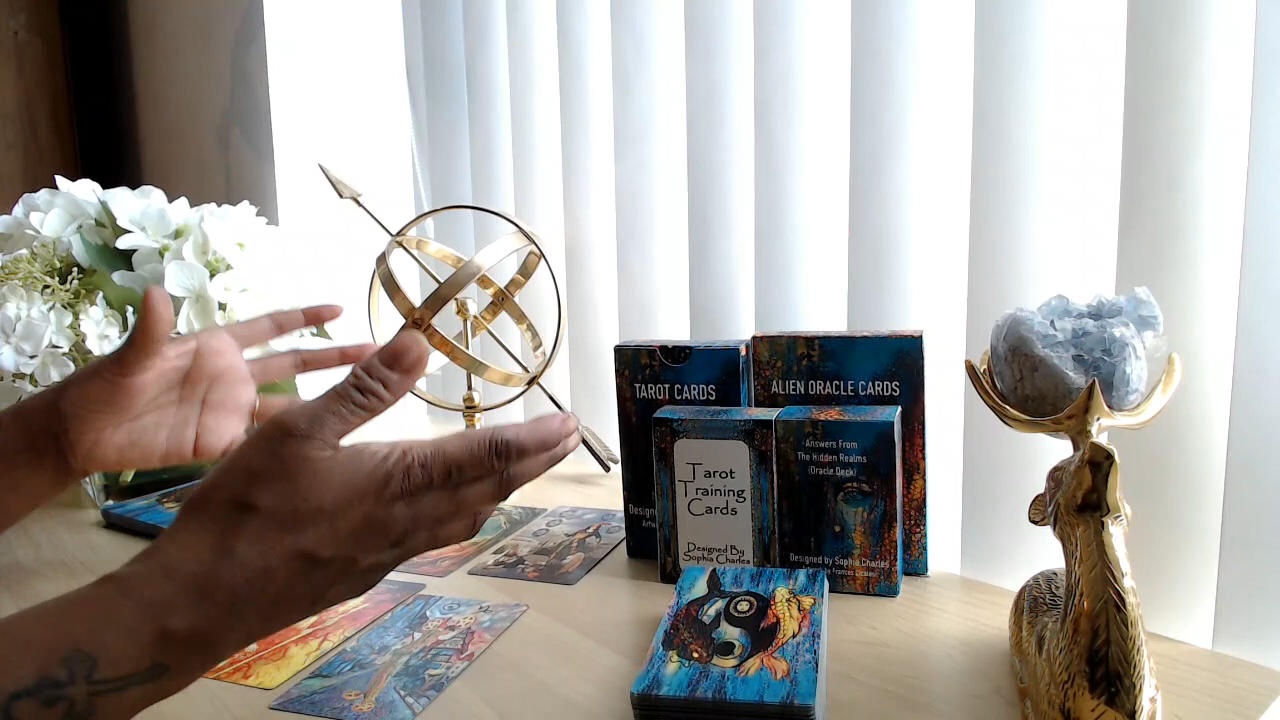 TAROT CARDS
ALIEN ORACLE CARDS
Tarot
Training
Cards
Designed By
Sophia Charles
Answers From
The Hidden Realms
(Oracle Deck)
Designed by Sophia Charles
Frances